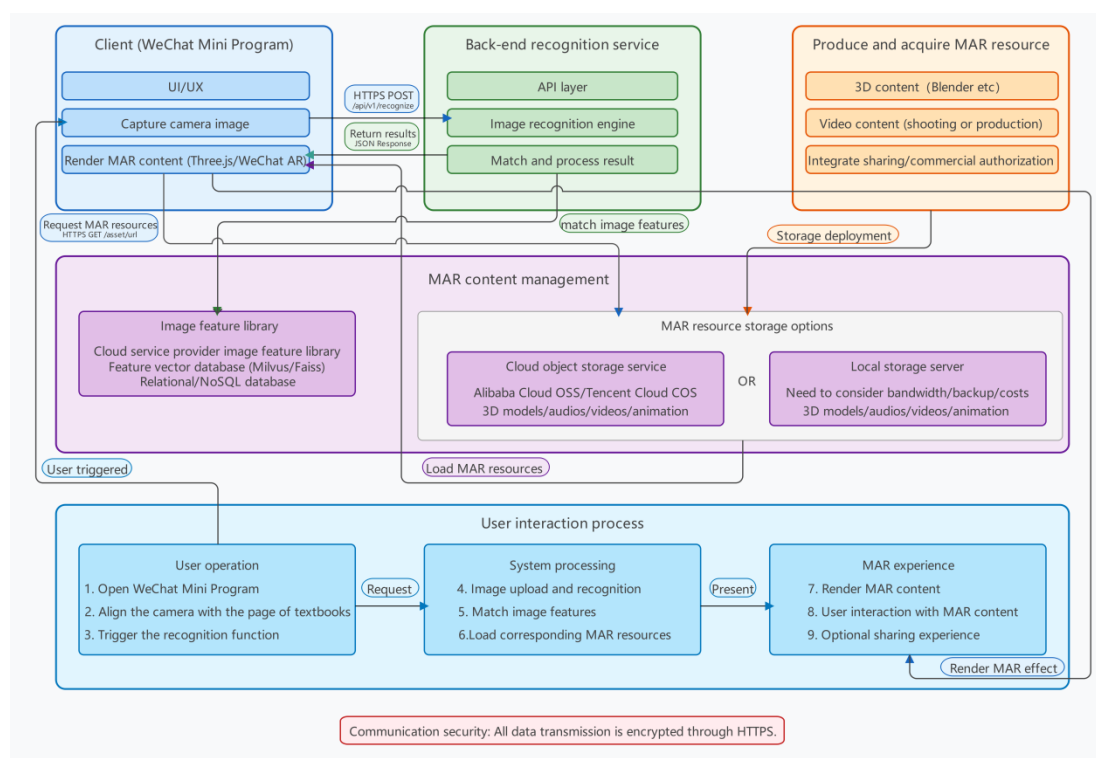 Client (WeChat Mini Program)
UI/UX
Capture camera image
Render MAR content (Three.js/WeChat AR)
HTTPS POST
/api/v1/recognize
Return results
JSON Response
Back-end recognition service
API layer
Image recognition engine
Match and process result
Produce and acquire MAR resource
3D content (Blender etc)
Video content (shooting or production)
Integrate sharing/commercial authorization
Request MAR resources
HTTPS GET /asset/url
match image features
Storage deployment
MAR content management
Image feature library
Cloud service provider image feature library
Feature vector database (Milvus/Faiss)
Relational/NoSQL database
MAR resource storage options
Cloud object storage service
Alibaba Cloud OSS/Tencent Cloud COS
3D models/audios/videos/animation
OR
Local storage server
Need to consider bandwidth/backup/costs
3D models/audios/videos/animation
User triggered
Load MAR resources
User interaction process
User operation
1. Open WeChat Mini Program
2. Align the camera with the page of textbooks
3. Trigger the recognition function
Request
System processing
4. Image upload and recognition
5. Match image features
6.Load corresponding MAR resources
Present
MAR experience
7. Render MAR content
8. User interaction with MAR content
9. Optional sharing experience
Render MAR effect
Communication security: All data transmission is encrypted through HTTPS.